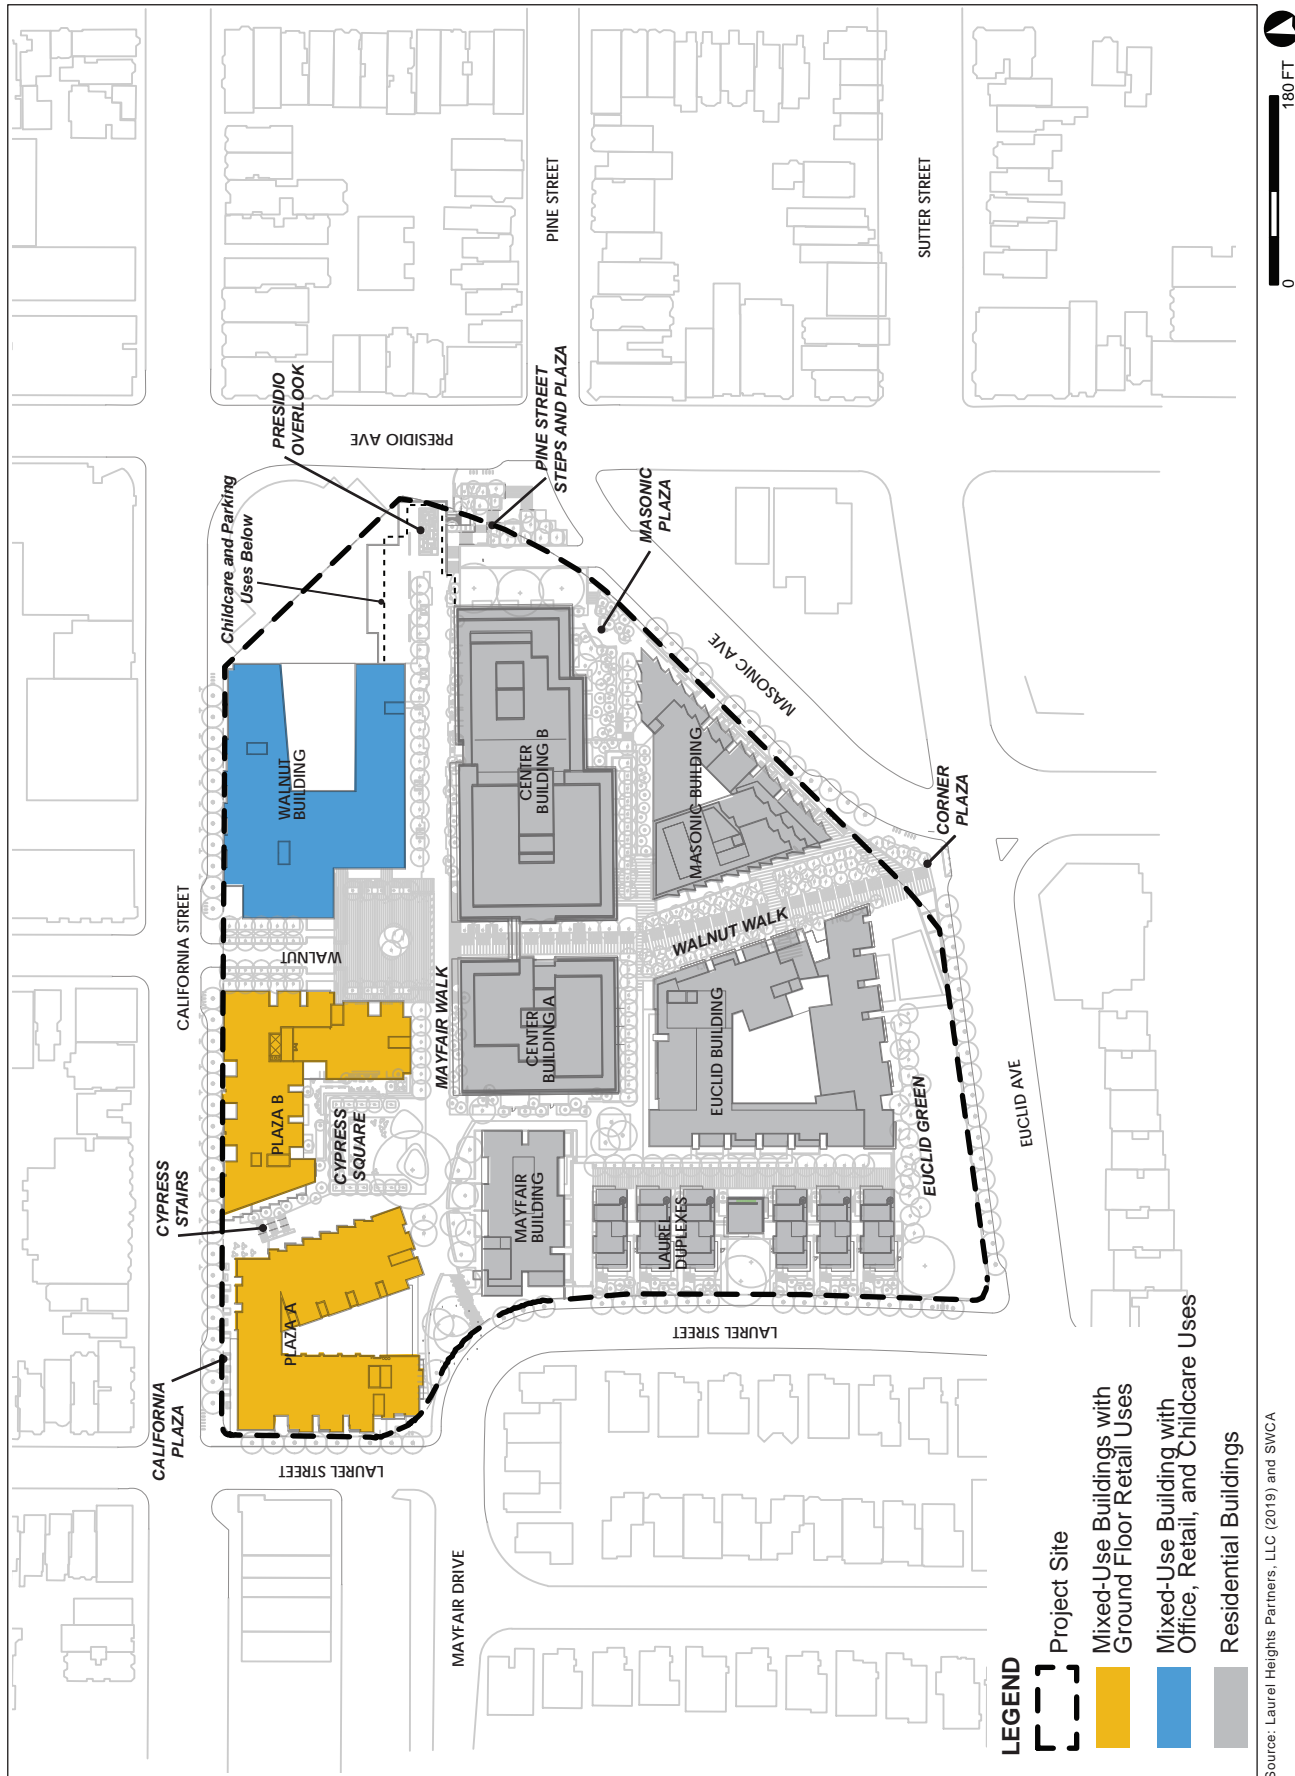 CALIFORNIA STREET
PINE STREET
SUTTER STREET
PRESIDIO AVE
MASONIC AVE
EUCLID AVE
LAUREL STREET
LAUREL STREET
MAYFAIR DRIVE
CALIFORNIA
PLAZA
CYPRESS
STAIRS
Childcare and Parking
Uses Below
PRESIDIO
OVERLOOK
PINE STREET
STEPS AND PLAZA
MASONIC
PLAZA
CORNER
PLAZA
PLAZA A
PLAZA B
CYPRESS
SQUARE
WALNUT
WALNUT
BUILDING
MAYFAIR WALK
MAYFAIR
BUILDING
CENTER
BUILDING A
CENTER
BUILDING B
MASONIC BUILDING
WALNUT WALK
EUCLID BUILDING
LAUREL
DUPLEXES
EUCLID GREEN
LEGEND
Project Site
Mixed-Use Buildings with
Ground Floor Retail Uses
Mixed-Use Building with
Office, Retail, and Childcare Uses
Residential Buildings
0
180 FT
Source: Laurel Heights Partners, LLC (2019) and SWCA